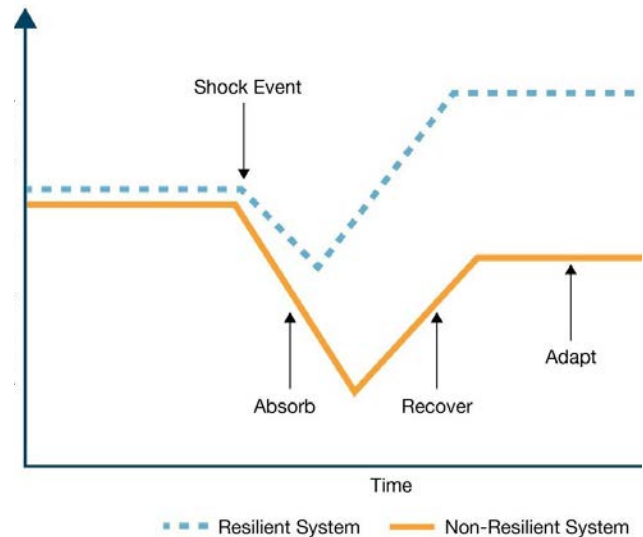 Shock Event
Absorb
Recover
Adapt
Time
Resilient System
Non-Resilient System